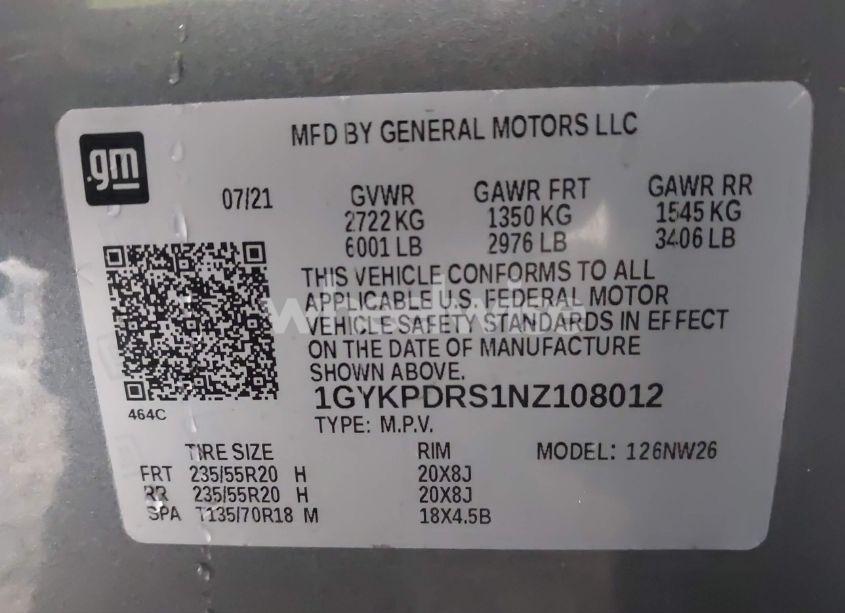 MFD BY GENERAL MOTORS LLC
gm
07/21 GVWR GAWR FRT GAWR RR
2722 KG 1350 KG 1545 KG
6001 LB 2976 LB 3406 LB
THIS VEHICLE CONFORMS TO ALL
APPLICABLE U.S. FEDERAL MOTOR
VEHICLE SAFETY STANDARDS IN EFFECT
ON THE DATE OF MANUFACTURE
SHOWN ABOVE.
464C
1GYKPDRS1NZ108012
TYPE: M.P.V.
TIRE SIZE RIM MODEL: 126NW26
FRT 235/55R20 H 20X8J
RR 235/55R20 H 20X8J
SPA T135/70R18 M 18X4.5B